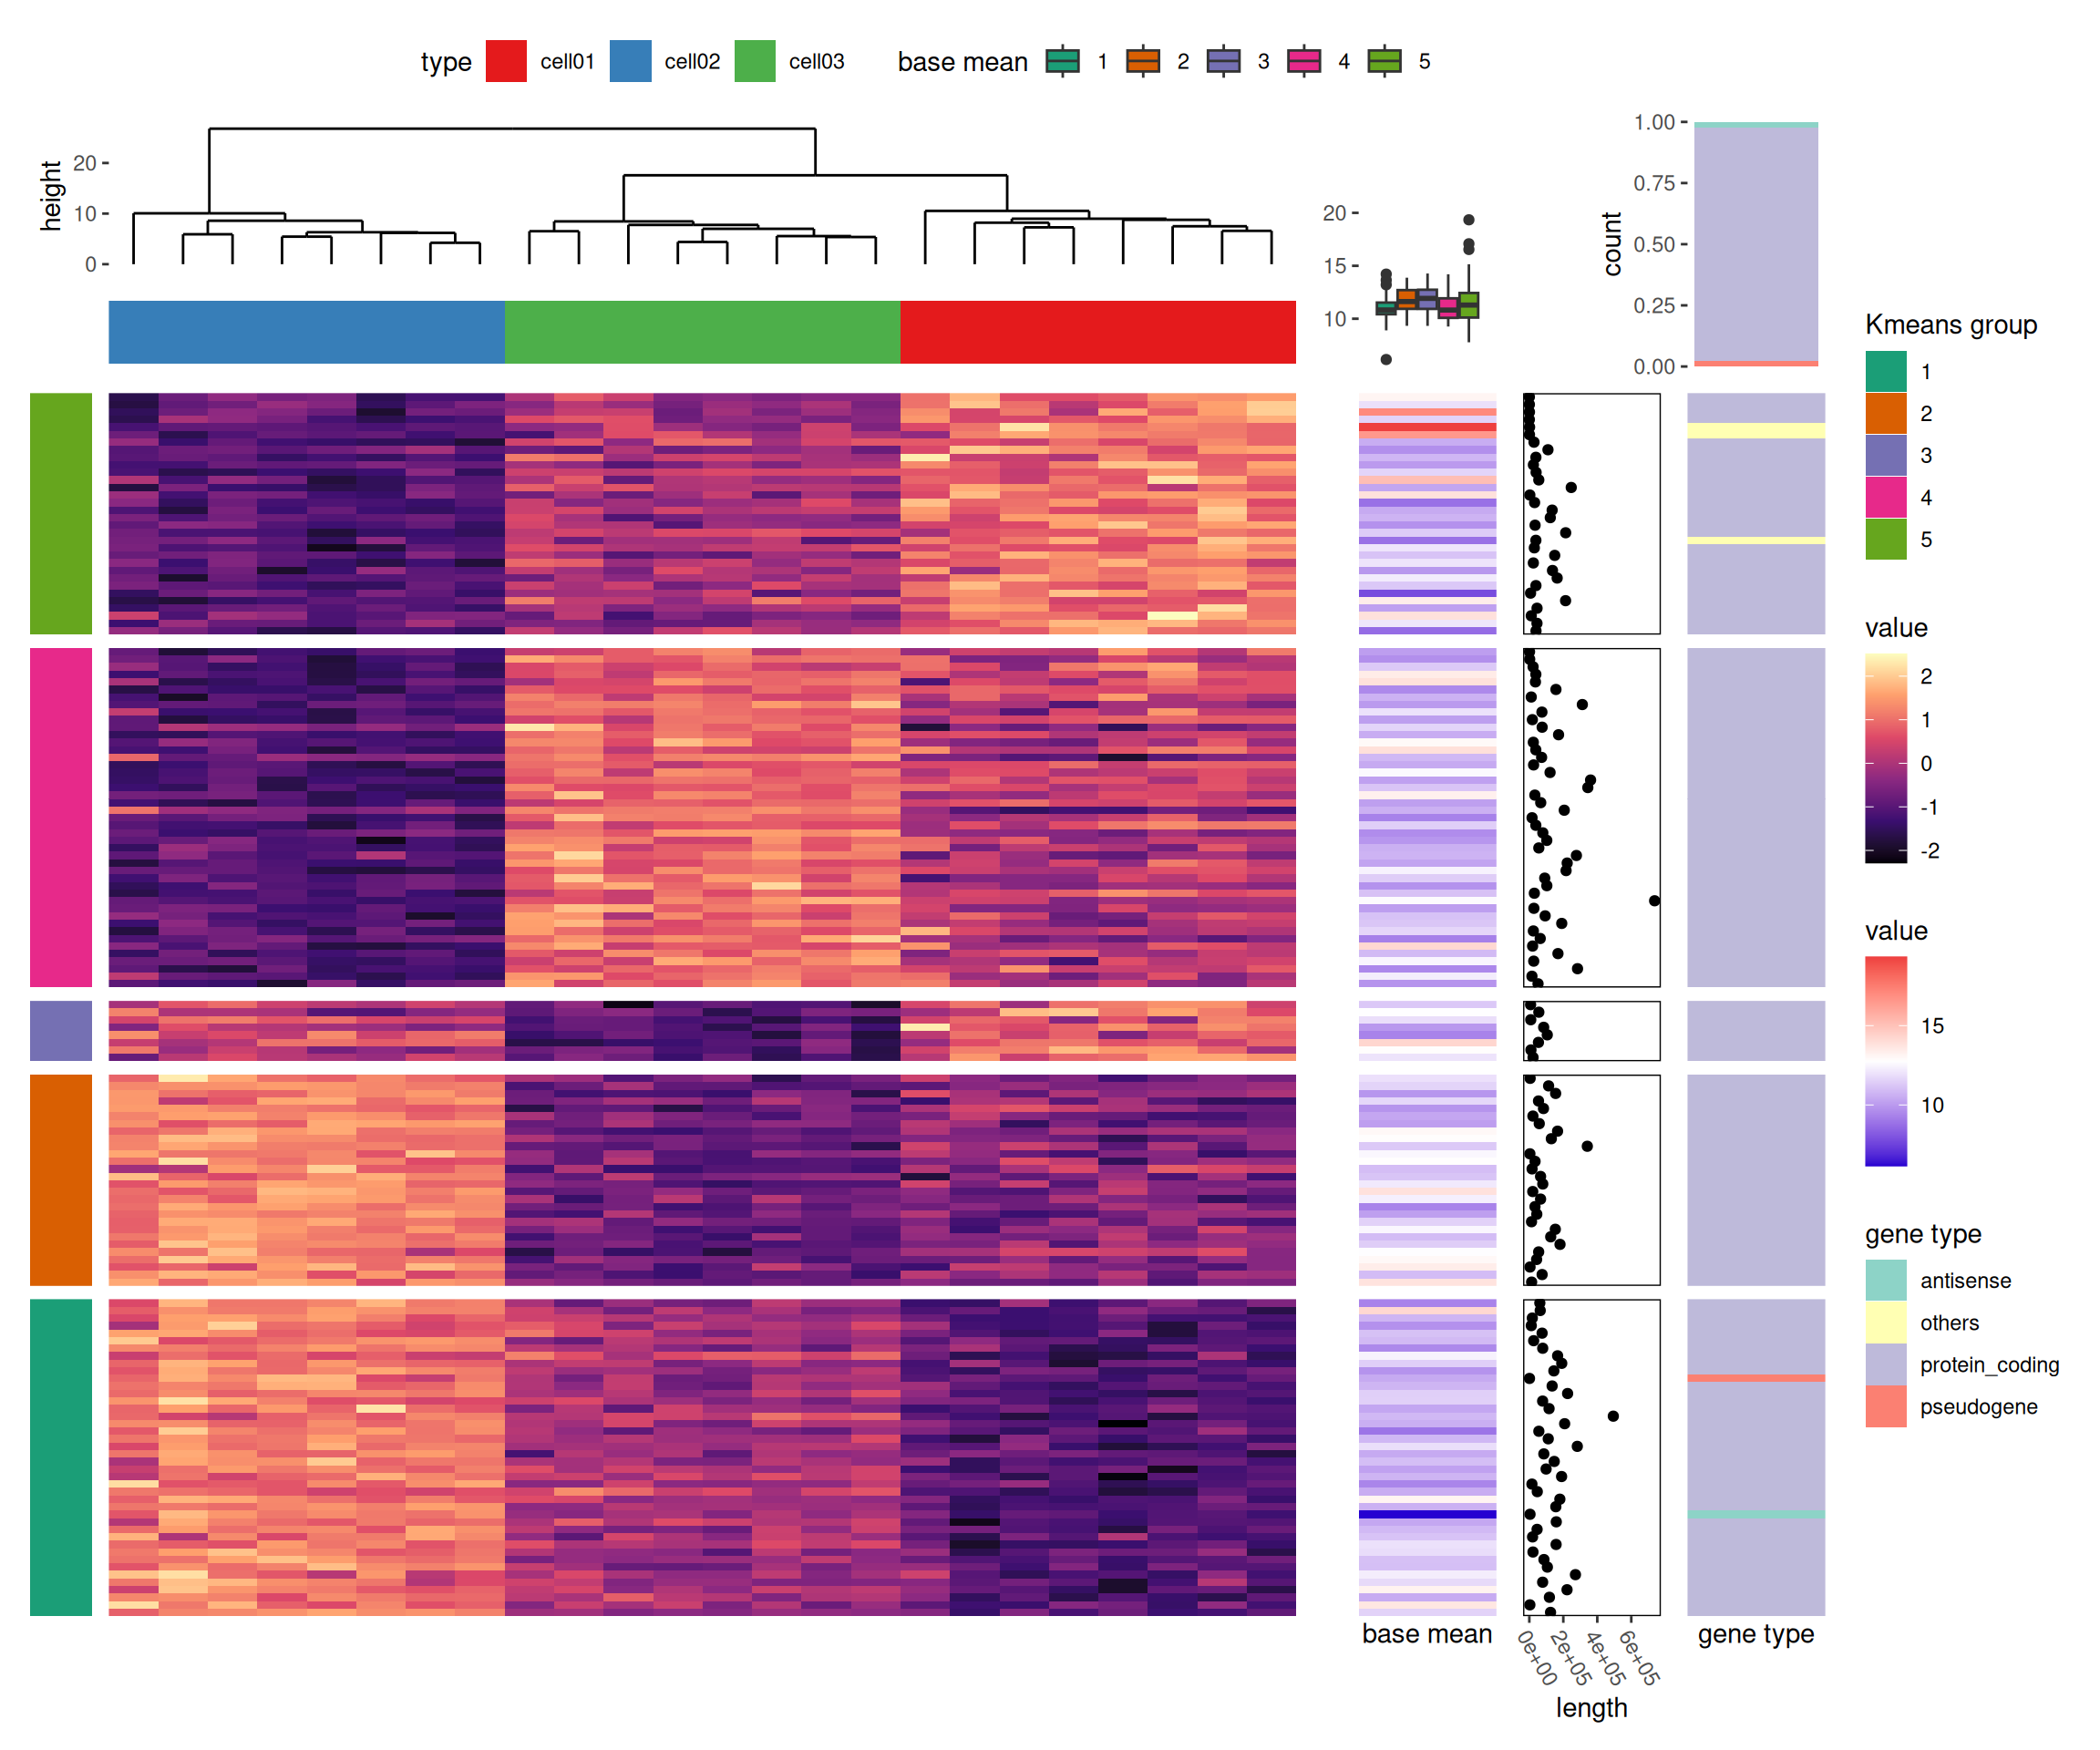 type cell01 cell02 cell03 base mean 1 2 3 4 5
height
20
10
0
20
15
10
count
1.00
0.75
0.50
0.25
0.00
Kmeans group
1
2
3
4
5
value
2
1
0
-1
-2
value
15
10
gene type
antisense
others
protein_coding
pseudogene
base mean
0e+00 2e+05 4e+05 6e+05
length
gene type